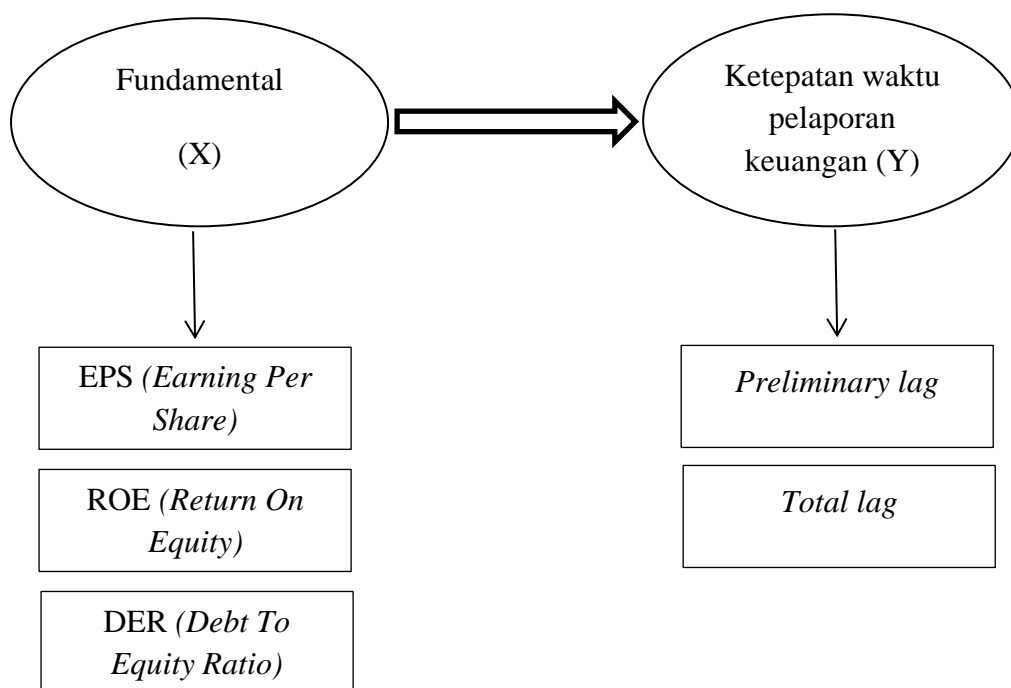 Fundamental
(X)
Ketepatan waktu
pelaporan
keuangan (Y)
EPS (Earning Per
Share)
ROE (Return On
Equity)
DER (Debt To
Equity Ratio)
Preliminary lag
Total lag